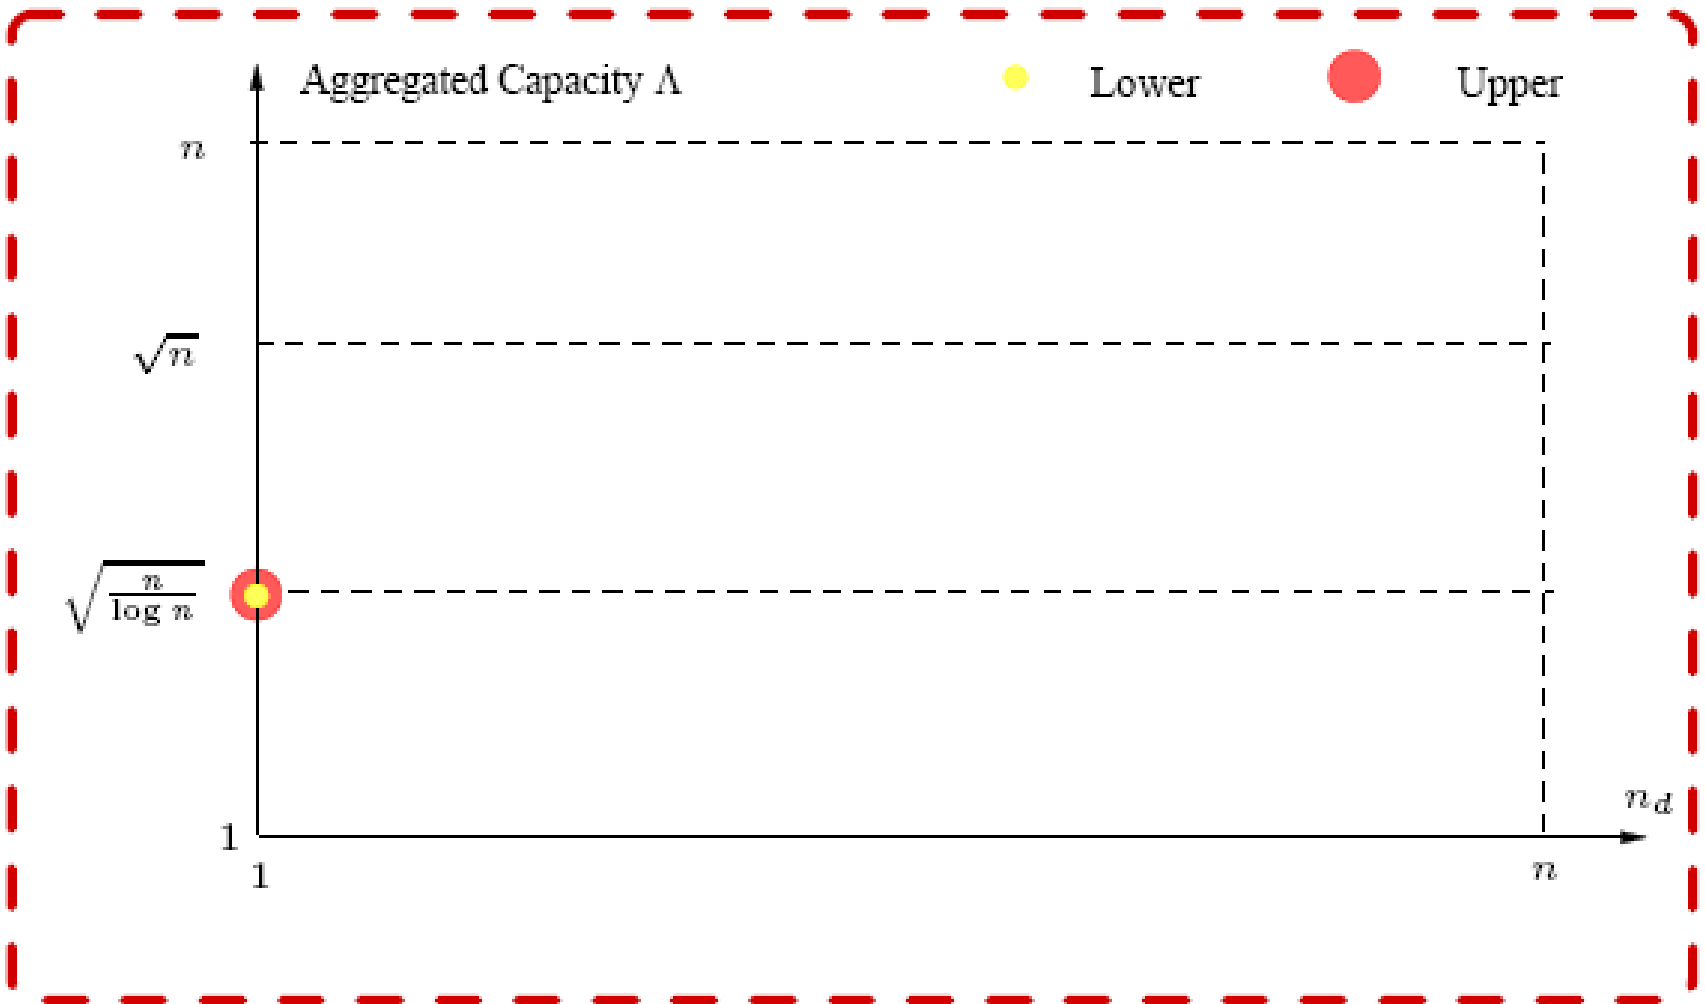 Aggregated Capacity Λ
Lower
Upper
n
√n
√(n/log n)
1
n_d
1
n